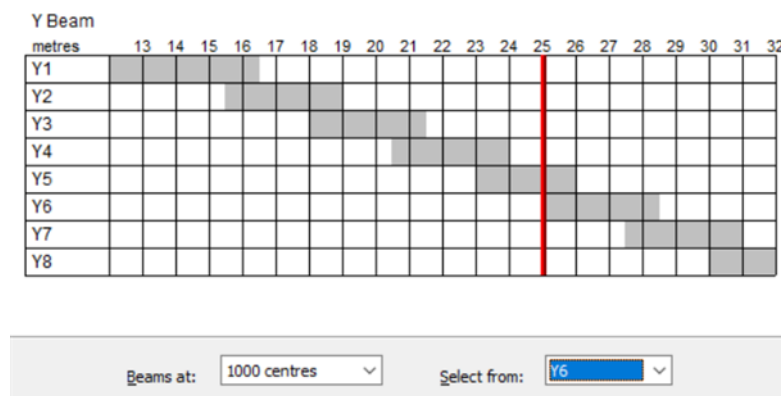 Y Beam
metres 13 14 15 16 17 18 19 20 21 22 23 24 25 26 27 28 29 30 31 32
Y1
Y2
Y3
Y4
Y5
Y6
Y7
Y8
Beams at: 1000 centres Select from: Y6